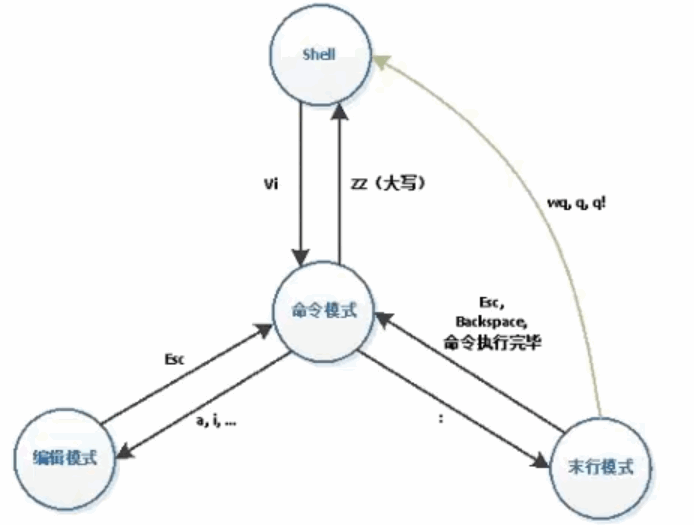 Shell
Vi
ZZ（大写）
wq, q, q!
命令模式
Esc,
Backspace,
命令执行完毕
Esc
a, i, ...
:
编辑模式
末行模式